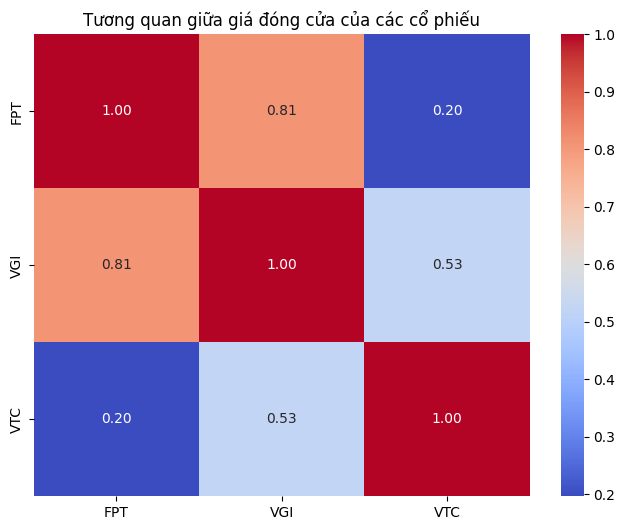 Tương quan giữa giá đóng cửa của các cổ phiếu
FPT 1.00 0.81 0.20
VGI 0.81 1.00 0.53
VTC 0.20 0.53 1.00
FPT VGI VTC
1.0
0.9
0.8
0.7
0.6
0.5
0.4
0.3
0.2